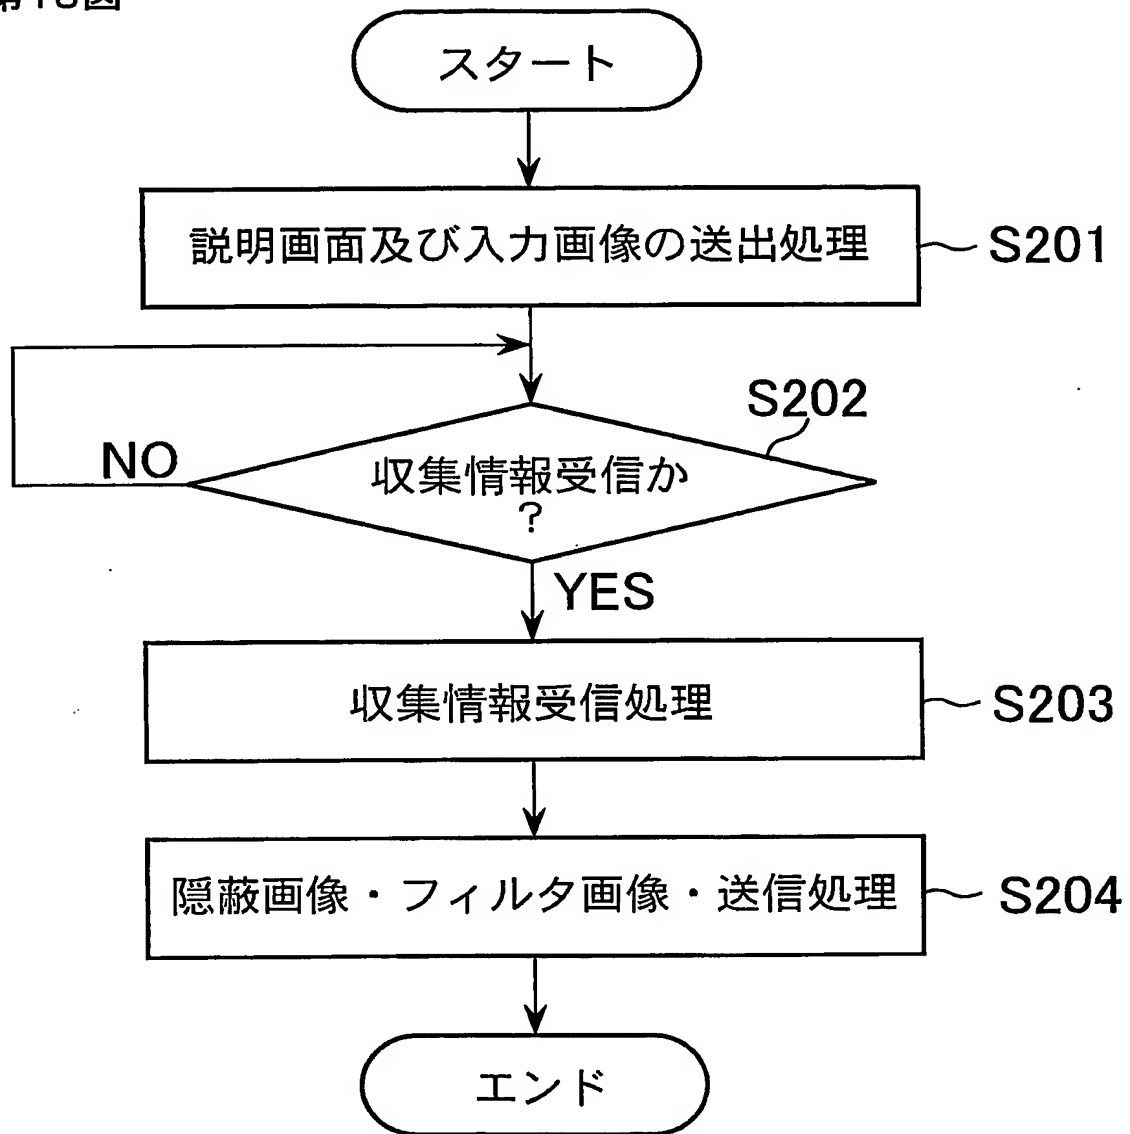 スタート
説明画面及び入力画像の送出処理
S201
S202
NO
収集情報受信か
?
YES
収集情報受信処理
S203
隠蔽画像・フィルタ画像・送信処理
S204
エンド